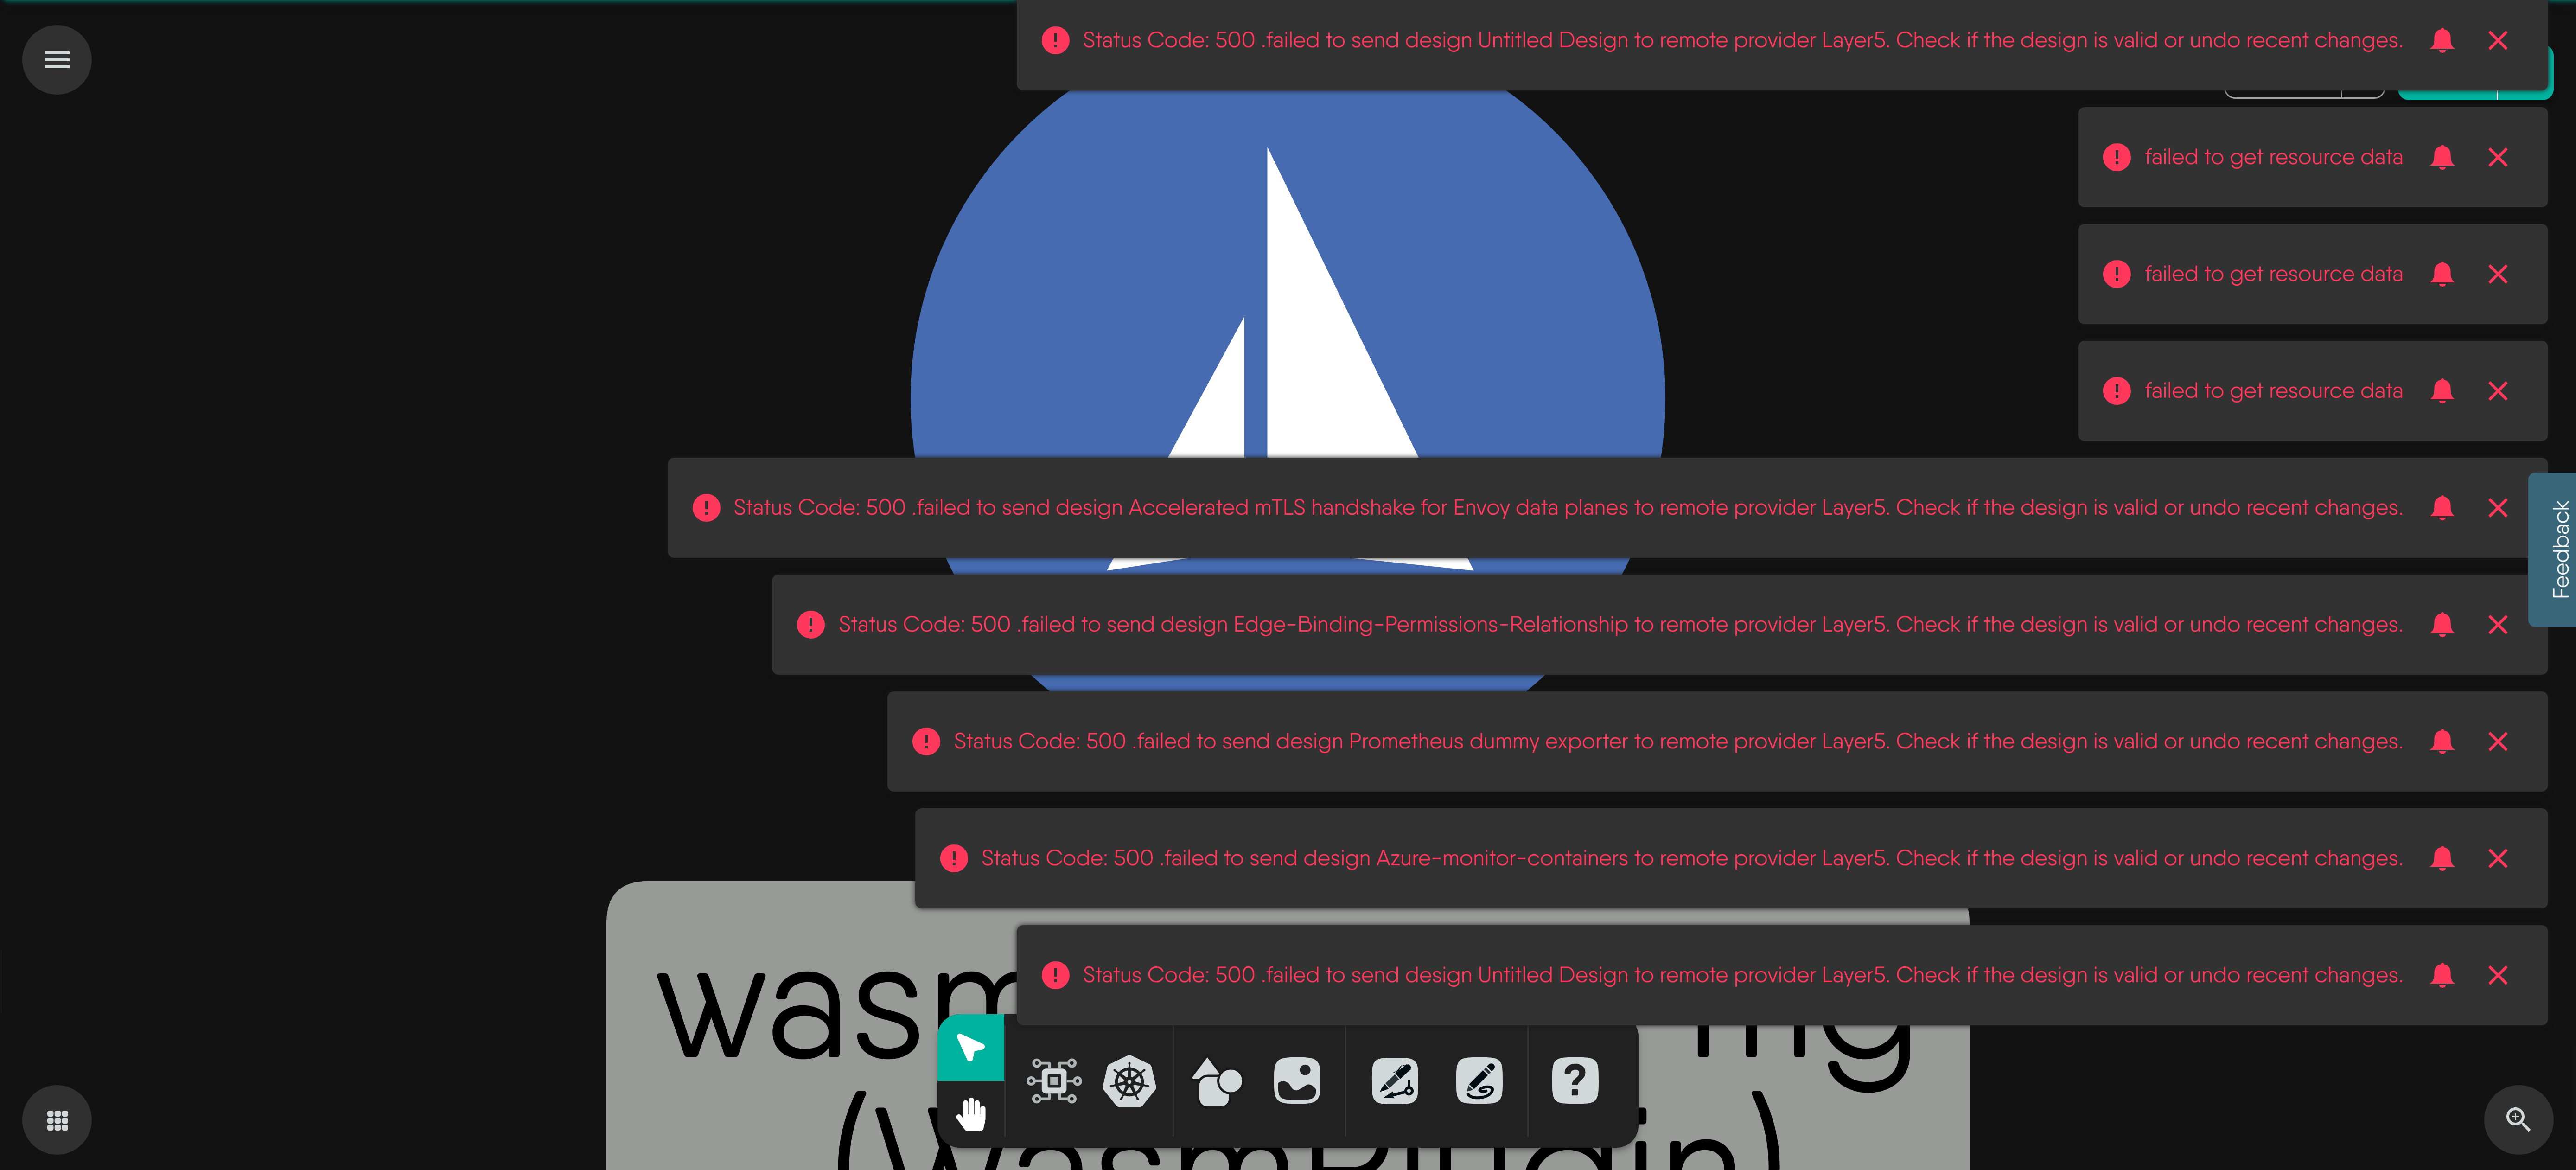 Status Code: 500 .failed to send design Untitled Design to remote provider Layer5. Check if the design is valid or undo recent changes.
failed to get resource data
failed to get resource data
failed to get resource data
Status Code: 500 .failed to send design Accelerated mTLS handshake for Envoy data planes to remote provider Layer5. Check if the design is valid or undo recent changes.
Feedback
Status Code: 500 .failed to send design Edge-Binding-Permissions-Relationship to remote provider Layer5. Check if the design is valid or undo recent changes.
Status Code: 500 .failed to send design Prometheus dummy exporter to remote provider Layer5. Check if the design is valid or undo recent changes.
Status Code: 500 .failed to send design Azure-monitor-containers to remote provider Layer5. Check if the design is valid or undo recent changes.
Status Code: 500 .failed to send design Untitled Design to remote provider Layer5. Check if the design is valid or undo recent changes.